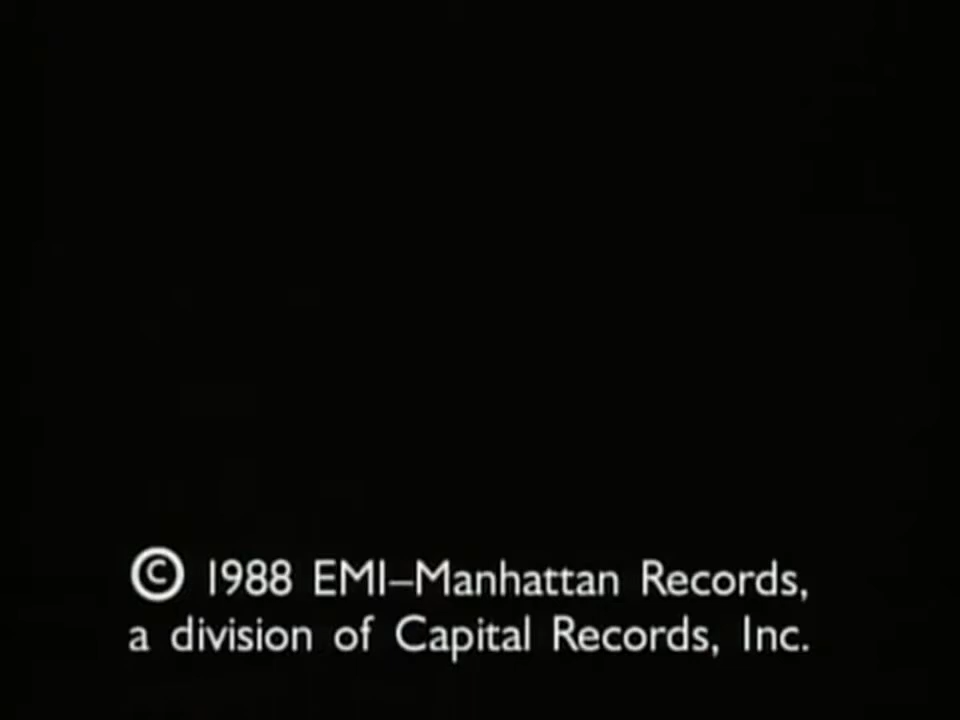 © 1988 EMI–Manhattan Records,
a division of Capital Records, Inc.